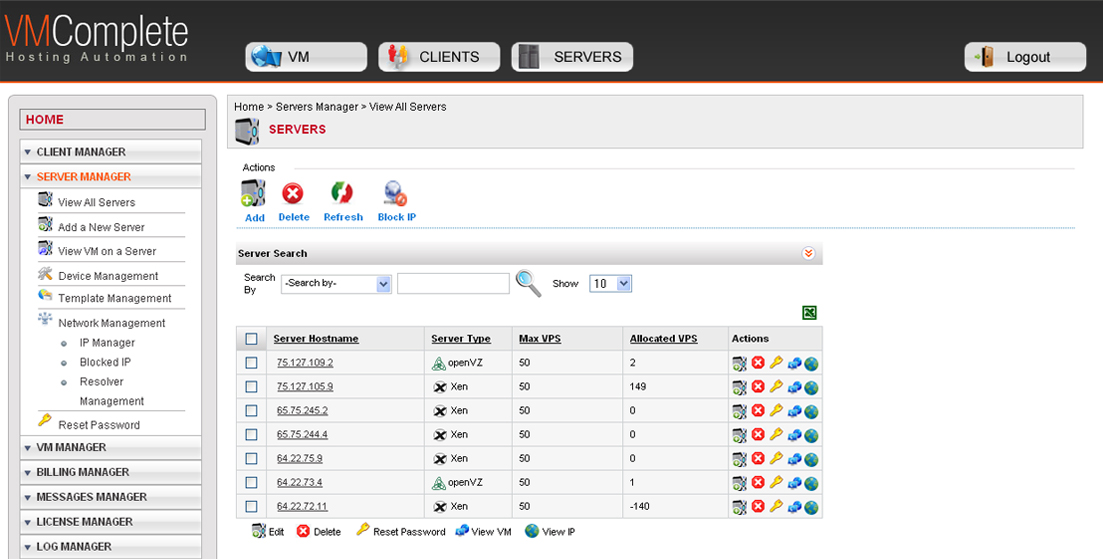 VMComplete
Hosting Automation
VM
CLIENTS
SERVERS
Logout
HOME
CLIENT MANAGER
SERVER MANAGER
View All Servers
Add a New Server
View VM on a Server
Device Management
Template Management
Network Management
IP Manager
Blocked IP
Resolver
Management
Reset Password
VM MANAGER
BILLING MANAGER
MESSAGES MANAGER
LICENSE MANAGER
LOG MANAGER
Home > Servers Manager > View All Servers
SERVERS
Actions
Add Delete Refresh Block IP
Server Search
Search
By
-Search by-
Show 10
Server Hostname Server Type Max VPS Allocated VPS Actions
75.127.109.2 openVZ 50 2
75.127.105.9 Xen 50 149
65.75.245.2 Xen 50 0
65.75.244.4 Xen 50 0
64.22.75.9 Xen 50 0
64.22.73.4 openVZ 50 1
64.22.72.11 Xen 50 -140
Edit Delete Reset Password View VM View IP